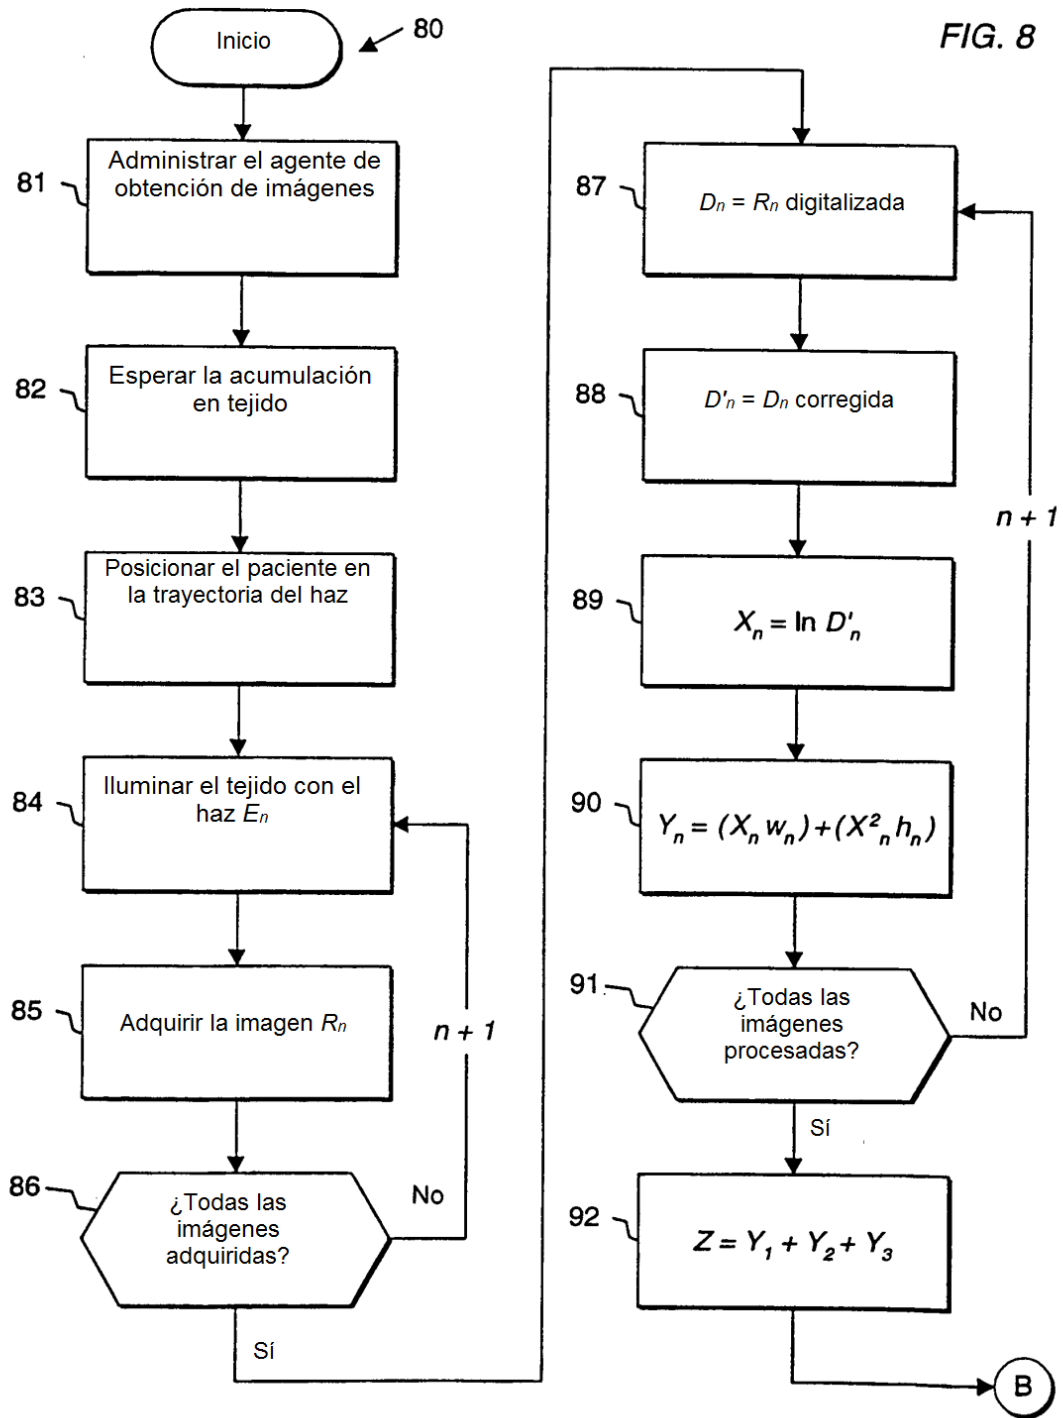 FIG. 8
Inicio
80
81
Administrar el agente de
obtención de imágenes
82
Esperar la acumulación
en tejido
83
Posicionar el paciente en
la trayectoria del haz
84
Iluminar el tejido con el
haz Eₙ
85
Adquirir la imagen Rₙ
n + 1
86
¿Todas las
imágenes
adquiridas?
No
Sí
87
Dₙ = Rₙ digitalizada
88
D'ₙ = Dₙ corregida
n + 1
89
Xₙ = ln D'ₙ
90
Yₙ = (Xₙ wₙ) + (X²ₙ hₙ)
91
¿Todas las
imágenes
procesadas?
No
Sí
92
Z = Y₁ + Y₂ + Y₃
B